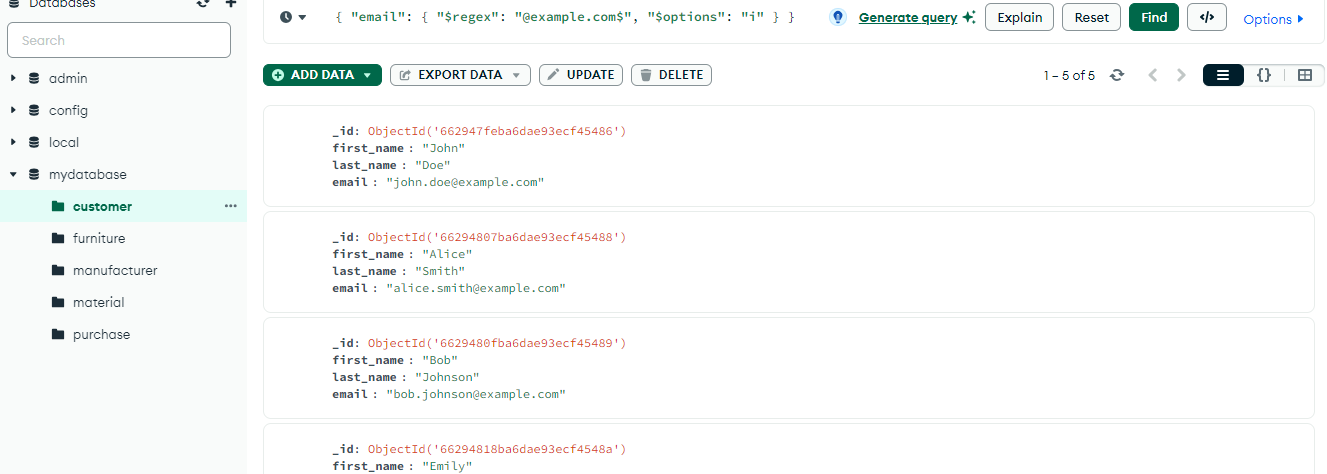 Databases
Search
admin
config
local
mydatabase
customer
furniture
manufacturer
material
purchase
{ "email": { "$regex": "@example.com$", "$options": "i" } }
Generate query
Explain
Reset
Find
</>
Options
ADD DATA
EXPORT DATA
UPDATE
DELETE
1 – 5 of 5
{}
_id: ObjectId('662947feba6dae93ecf45486')
first_name : "John"
last_name : "Doe"
email : "john.doe@example.com"
_id: ObjectId('66294807ba6dae93ecf45488')
first_name : "Alice"
last_name : "Smith"
email : "alice.smith@example.com"
_id: ObjectId('6629480fba6dae93ecf45489')
first_name : "Bob"
last_name : "Johnson"
email : "bob.johnson@example.com"
_id: ObjectId('66294818ba6dae93ecf4548a')
first_name : "Emily"